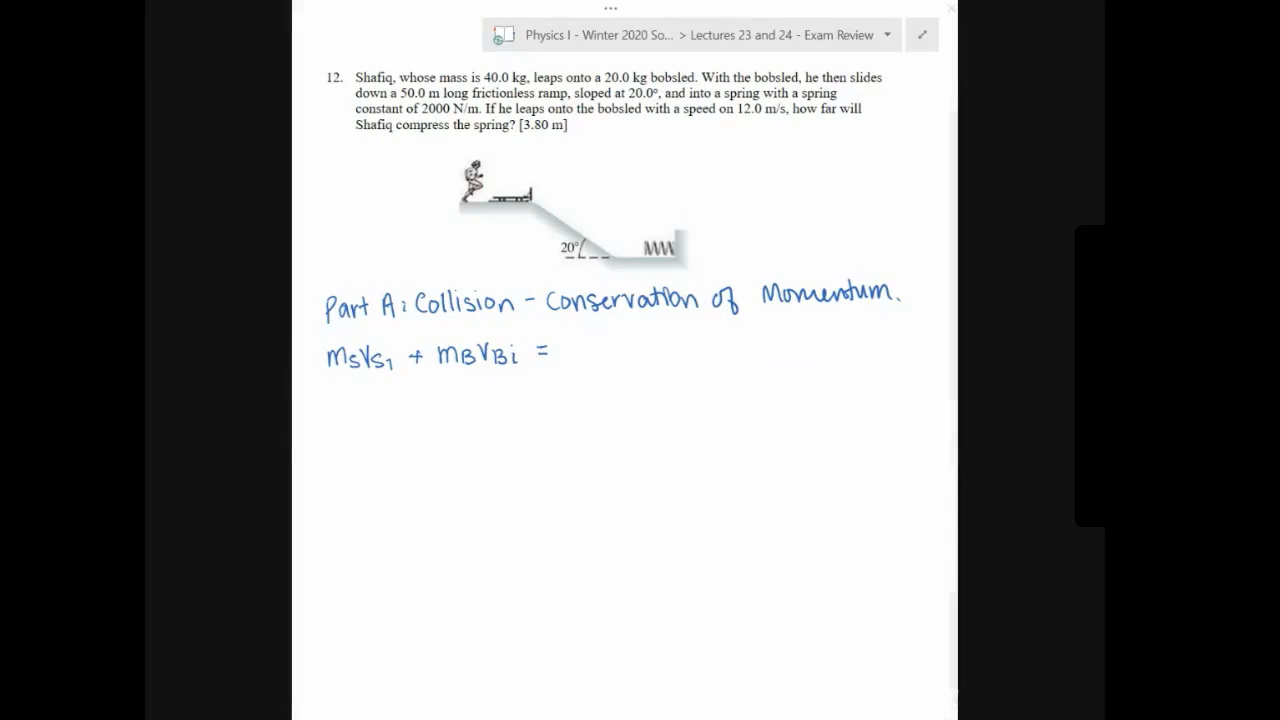 ...
Physics I - Winter 2020 So... > Lectures 23 and 24 - Exam Review
12. Shafiq, whose mass is 40.0 kg, leaps onto a 20.0 kg bobsled. With the bobsled, he then slides
down a 50.0 m long frictionless ramp, sloped at 20.0°, and into a spring with a spring
constant of 2000 N/m. If he leaps onto the bobsled with a speed on 12.0 m/s, how far will
Shafiq compress the spring? [3.80 m]
20°
Part A: Collision - Conservation of Momentum.
msvs₁ + mBvBi =